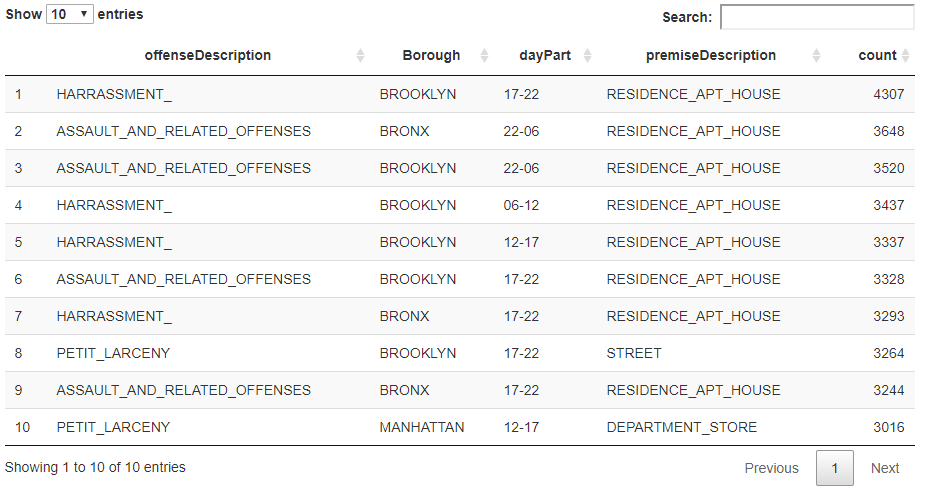 Show 10 entries Search:
offenseDescription Borough dayPart premiseDescription count
1 HARRASSMENT_ BROOKLYN 17-22 RESIDENCE_APT_HOUSE 4307
2 ASSAULT_AND_RELATED_OFFENSES BRONX 22-06 RESIDENCE_APT_HOUSE 3648
3 ASSAULT_AND_RELATED_OFFENSES BROOKLYN 22-06 RESIDENCE_APT_HOUSE 3520
4 HARRASSMENT_ BROOKLYN 06-12 RESIDENCE_APT_HOUSE 3437
5 HARRASSMENT_ BROOKLYN 12-17 RESIDENCE_APT_HOUSE 3337
6 ASSAULT_AND_RELATED_OFFENSES BROOKLYN 17-22 RESIDENCE_APT_HOUSE 3328
7 HARRASSMENT_ BRONX 17-22 RESIDENCE_APT_HOUSE 3293
8 PETIT_LARCENY BROOKLYN 17-22 STREET 3264
9 ASSAULT_AND_RELATED_OFFENSES BRONX 17-22 RESIDENCE_APT_HOUSE 3244
10 PETIT_LARCENY MANHATTAN 12-17 DEPARTMENT_STORE 3016
Showing 1 to 10 of 10 entries Previous 1 Next